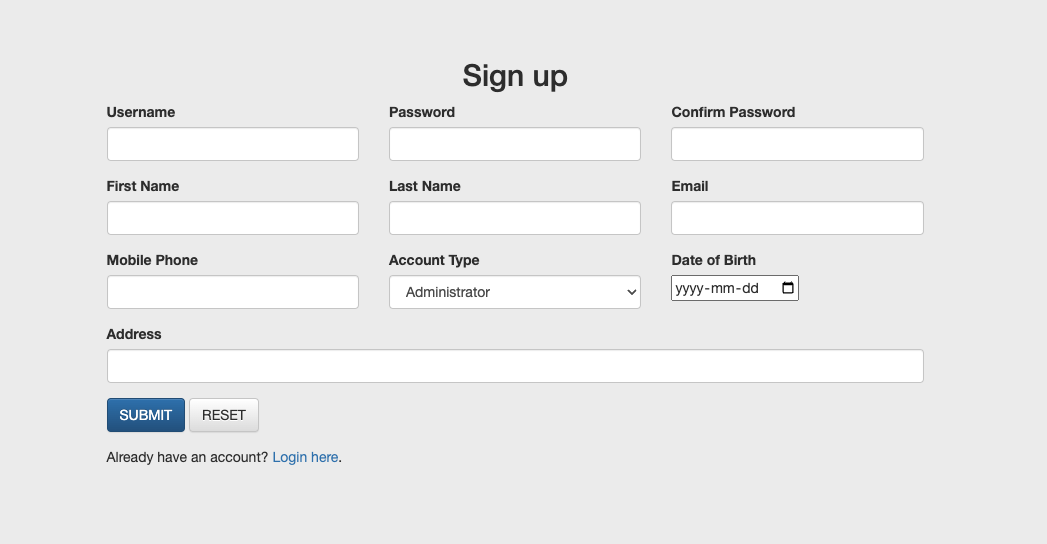 Sign up
Username Password Confirm Password
First Name Last Name Email
Mobile Phone Account Type Date of Birth
Administrator yyyy-mm-dd
Address
SUBMIT RESET
Already have an account? Login here.